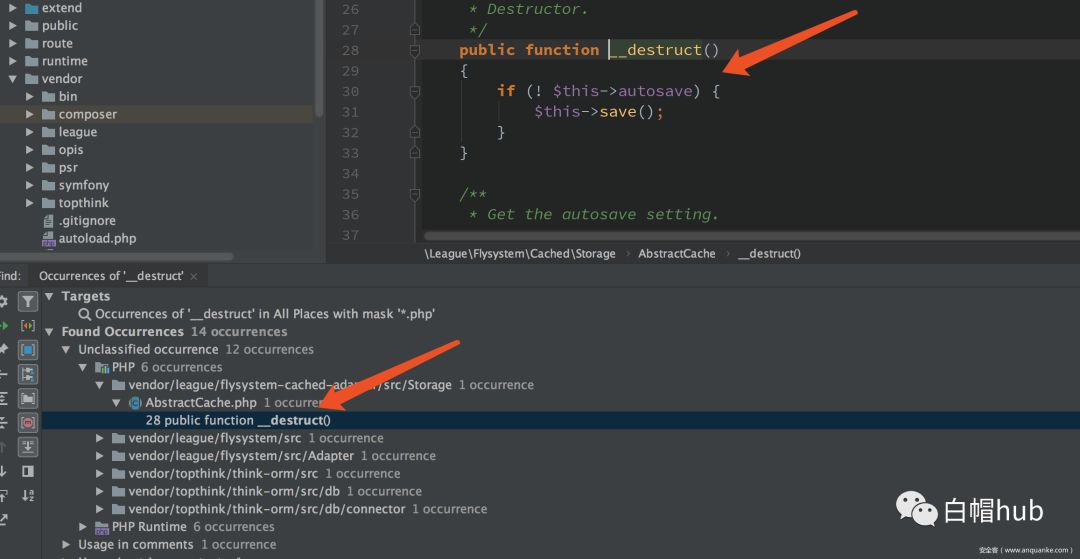 extend
public
route
runtime
vendor
bin
composer
league
opis
psr
symfony
topthink
.gitignore
autoload.php
26 * Destructor.
27 */
28 public function __destruct()
29 {
30 if (! $this->autosave) {
31 $this->save();
32 }
33 }
34
35 /**
36 * Get the autosave setting.
37
\League\Flysystem\Cached\Storage › AbstractCache › __destruct()
Find: Occurrences of '__destruct' ×
Targets
Occurrences of '__destruct' in All Places with mask '*.php'
Found Occurrences 14 occurrences
Unclassified occurrence 12 occurrences
PHP 6 occurrences
vendor/league/flysystem-cached-adapter/src/Storage 1 occurrence
AbstractCache.php 1 occurren
28 public function __destruct()
vendor/league/flysystem/src 1 occurrence
vendor/league/flysystem/src/Adapter 1 occurrence
vendor/topthink/think-orm/src 1 occurrence
vendor/topthink/think-orm/src/db 1 occurrence
vendor/topthink/think-orm/src/db/connector 1 occurrence
PHP Runtime 6 occurrences
Usage in comments 1 occurrence
白帽hub
安全客（www.anquanke.com）